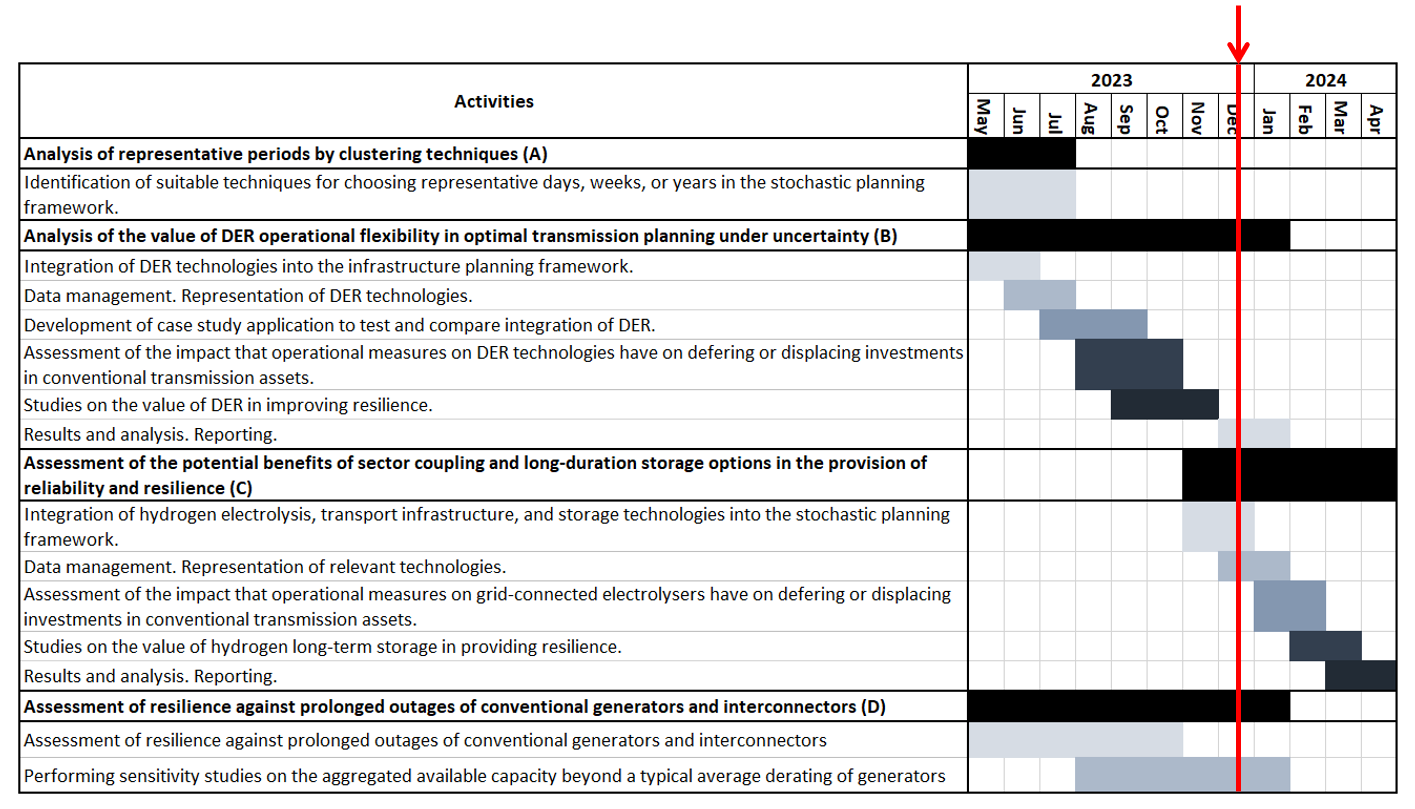 2023 2024
Activities
May Jun Jul Aug Sep Oct Nov Dec Jan Feb Mar Apr
Analysis of representative periods by clustering techniques (A)
Identification of suitable techniques for choosing representative days, weeks, or years in the stochastic planning
framework.
Analysis of the value of DER operational flexibility in optimal transmission planning under uncertainty (B)
Integration of DER technologies into the infrastructure planning framework.
Data management. Representation of DER technologies.
Development of case study application to test and compare integration of DER.
Assessment of the impact that operational measures on DER technologies have on defering or displacing investments
in conventional transmission assets.
Studies on the value of DER in improving resilience.
Results and analysis. Reporting.
Assessment of the potential benefits of sector coupling and long-duration storage options in the provision of
reliability and resilience (C)
Integration of hydrogen electrolysis, transport infrastructure, and storage technologies into the stochastic planning
framework.
Data management. Representation of relevant technologies.
Assessment of the impact that operational measures on grid-connected electrolysers have on defering or displacing
investments in conventional transmission assets.
Studies on the value of hydrogen long-term storage in providing resilience.
Results and analysis. Reporting.
Assessment of resilience against prolonged outages of conventional generators and interconnectors (D)
Assessment of resilience against prolonged outages of conventional generators and interconnectors
Performing sensitivity studies on the aggregated available capacity beyond a typical average derating of generators